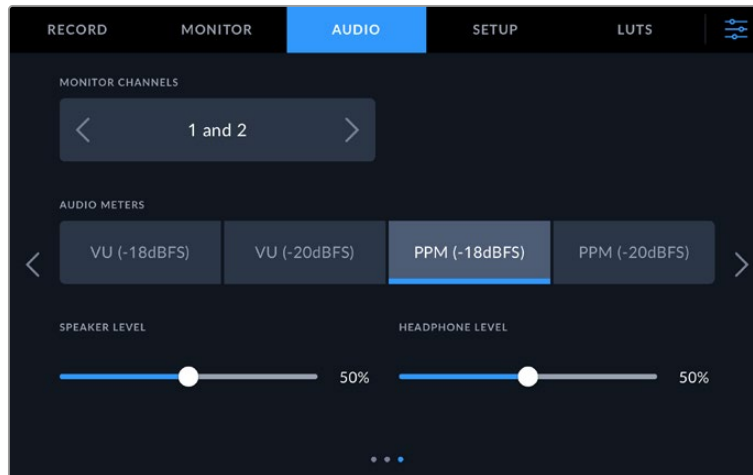 RECORD MONITOR AUDIO SETUP LUTS
MONITOR CHANNELS
1 and 2
AUDIO METERS
VU (-18dBFS) VU (-20dBFS) PPM (-18dBFS) PPM (-20dBFS)
SPEAKER LEVEL HEADPHONE LEVEL
50% 50%